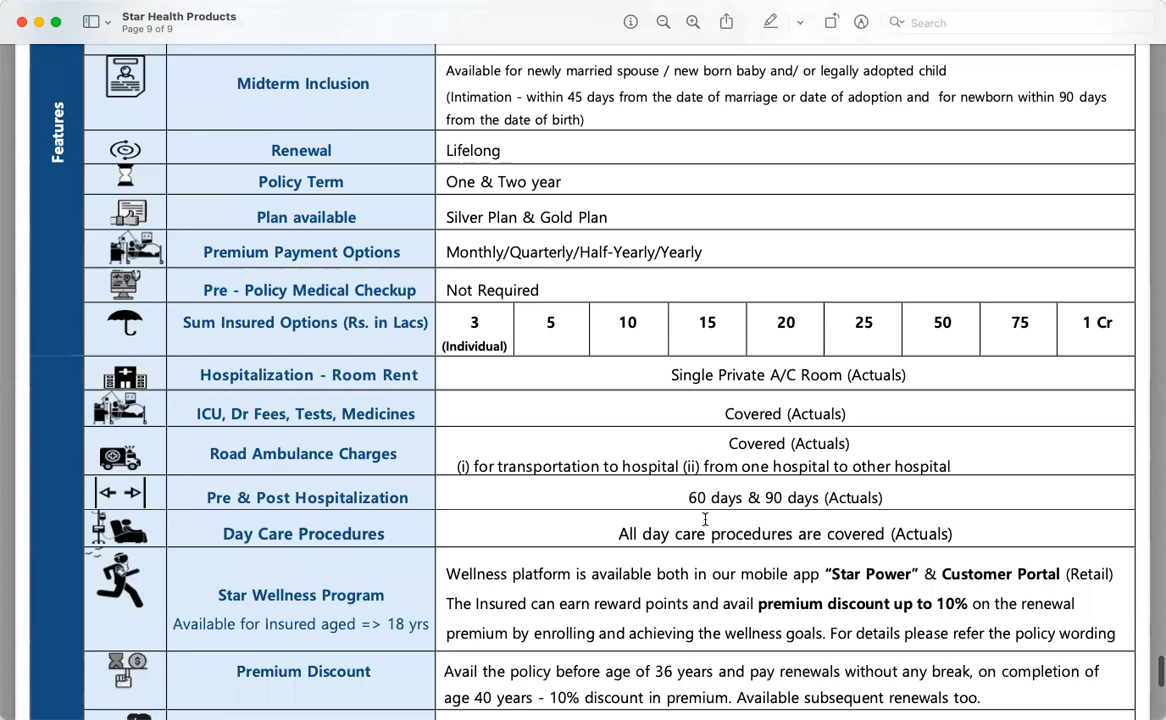 Star Health Products
Page 9 of 9
Search
Features
Midterm Inclusion
Available for newly married spouse / new born baby and/ or legally adopted child
(Intimation - within 45 days from the date of marriage or date of adoption and for newborn within 90 days
from the date of birth)
Renewal
Lifelong
Policy Term
One & Two year
Plan available
Silver Plan & Gold Plan
Premium Payment Options
Monthly/Quarterly/Half-Yearly/Yearly
Pre - Policy Medical Checkup
Not Required
Sum Insured Options (Rs. in Lacs)
3 5 10 15 20 25 50 75 1 Cr
(Individual)
Hospitalization - Room Rent
Single Private A/C Room (Actuals)
ICU, Dr Fees, Tests, Medicines
Covered (Actuals)
Road Ambulance Charges
Covered (Actuals)
(i) for transportation to hospital (ii) from one hospital to other hospital
Pre & Post Hospitalization
60 days & 90 days (Actuals)
Day Care Procedures
All day care procedures are covered (Actuals)
Star Wellness Program
Available for Insured aged => 18 yrs
Wellness platform is available both in our mobile app “Star Power” & Customer Portal (Retail)
The Insured can earn reward points and avail premium discount up to 10% on the renewal
premium by enrolling and achieving the wellness goals. For details please refer the policy wording
Premium Discount
Avail the policy before age of 36 years and pay renewals without any break, on completion of
age 40 years - 10% discount in premium. Available subsequent renewals too.